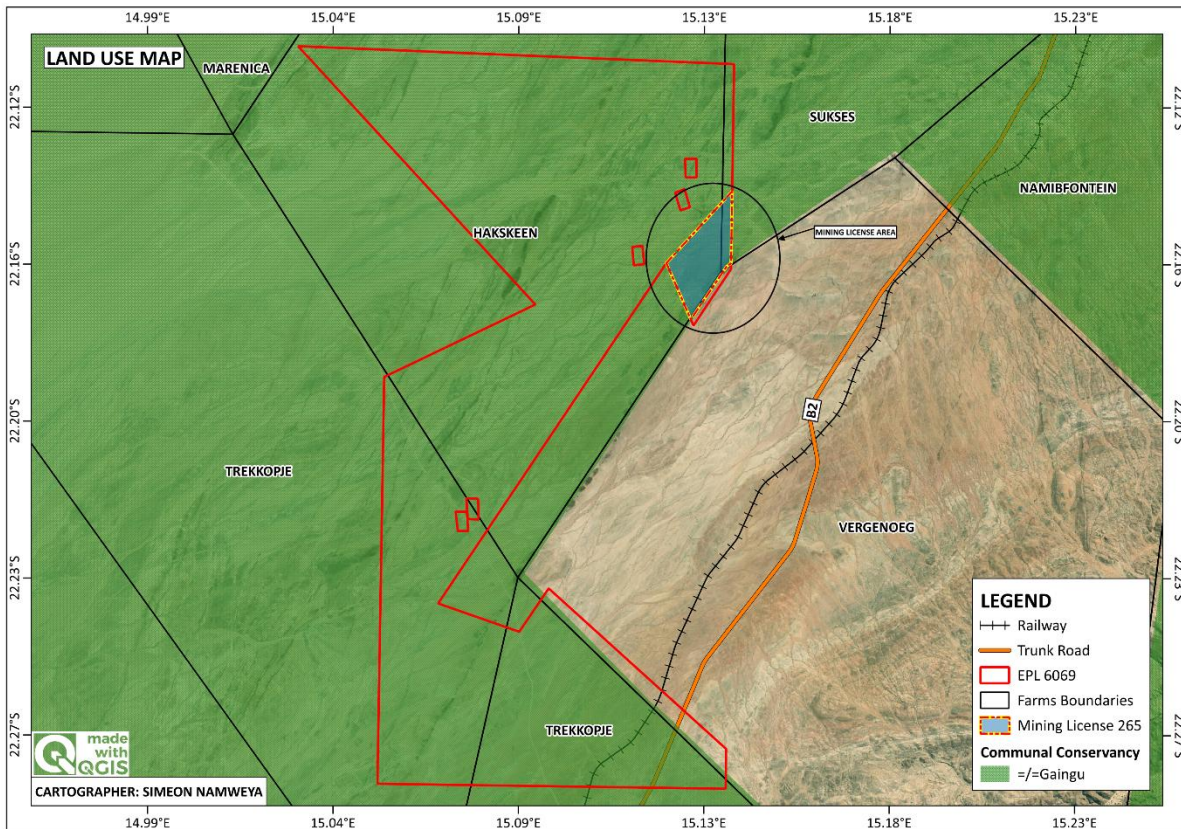 14.99°E 15.04°E 15.09°E 15.13°E 15.18°E 15.23°E
LAND USE MAP
MARENICA
22.12°S
SUKSES
NAMIBFONTEIN
HAKSKEEN
MINING LICENSE AREA
22.16°S
B2
22.20°S
TREKKOPJE
VERGENOEG
22.23°S
LEGEND
Railway
Trunk Road
EPL 6069
Farms Boundaries
Mining License 265
Communal Conservancy
=/=Gaingu
TREKKOPJE
22.27°S
made
with
QGIS
CARTOGRAPHER: SIMEON NAMWEYA
14.99°E 15.04°E 15.09°E 15.13°E 15.18°E 15.23°E